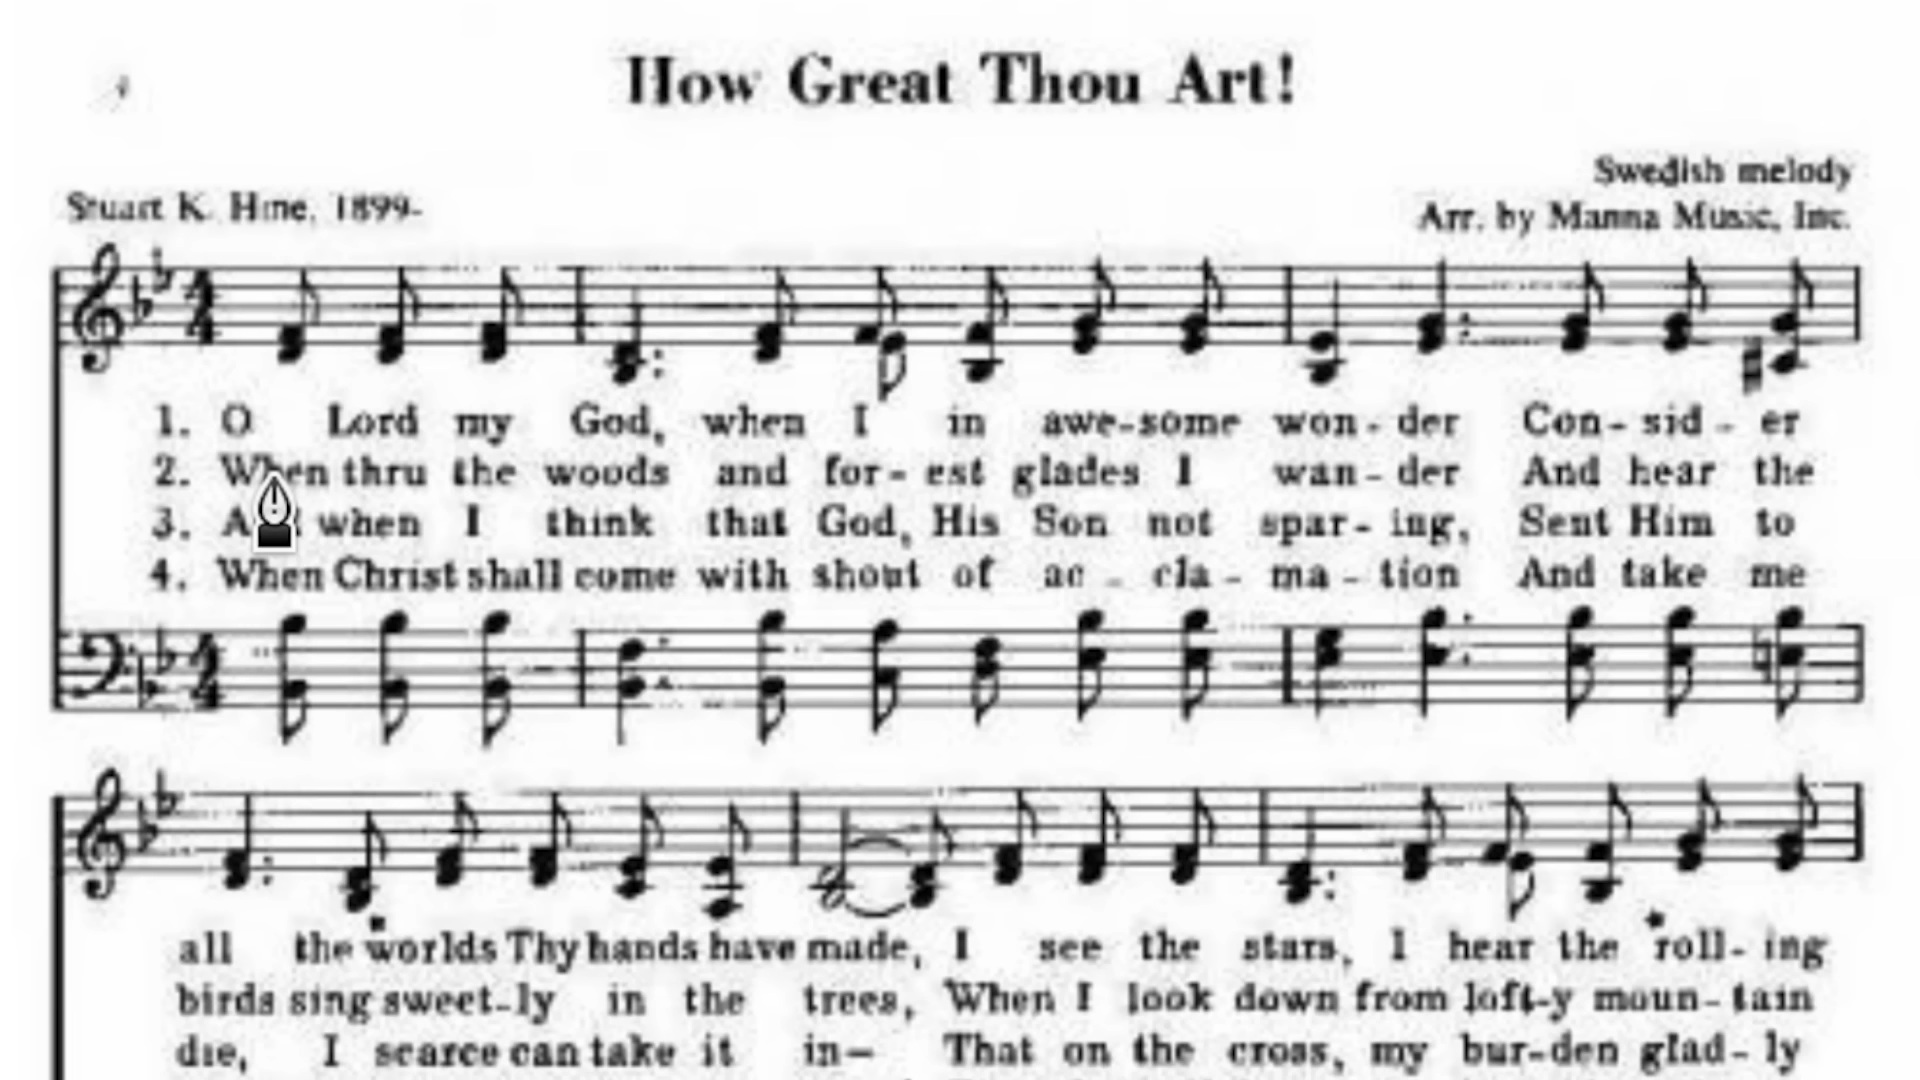 How Great Thou Art!
Swedish melody
Stuart K. Hine, 1899-
Arr. by Manna Music, Inc.
4
4
1. O Lord my God, when I in awe-some won-der Con-sid-er
2. When thru the woods and for-est glades I wan-der And hear the
3. when I think that God, His Son not spar-ing, Sent Him to
4. When Christ shall come with shout of ac-cla-ma-tion And take me
4
4
all the worlds Thy hands have made, I see the stars, I hear the roll-ing
birds sing sweet-ly in the trees, When I look down from loft-y moun-tain
die, I scarce can take it in- That on the cross, my bur-den glad-ly